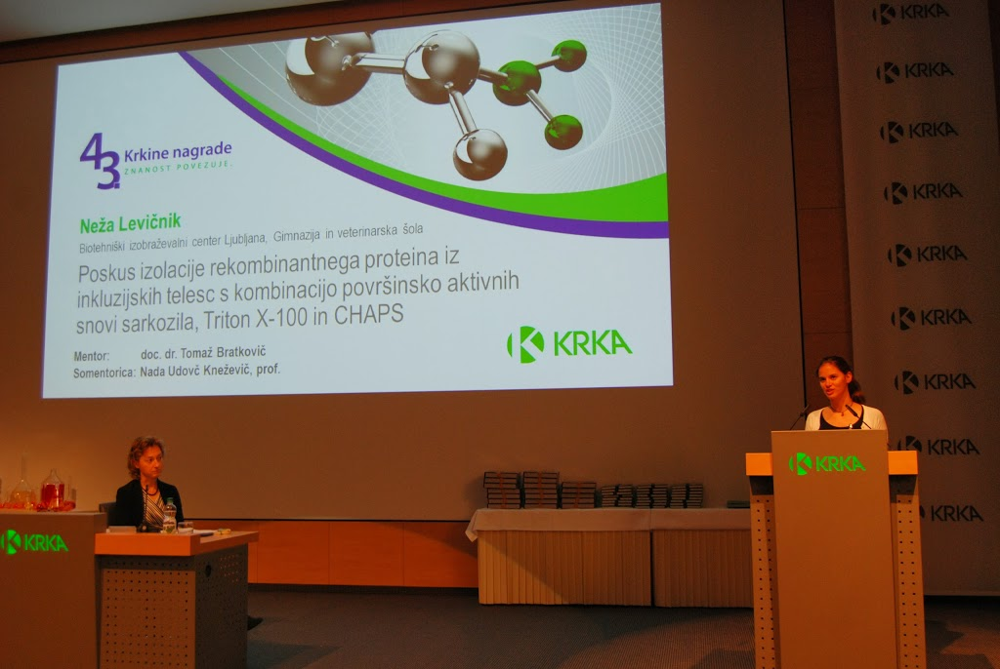 43.
Krkine nagrade
ZNANOST POVEZUJE.
Neža Levičnik
Biotehniški izobraževalni center Ljubljana, Gimnazija in veterinarska šola
Poskus izolacije rekombinantnega proteina iz
inkluzijskih telesc s kombinacijo površinsko aktivnih
snovi sarkozila, Triton X-100 in CHAPS
Mentor: doc. dr. Tomaž Bratkovič
Somentorica: Nada Udovč Knežević, prof.
KRKA
KRKA
KRKA
KRKA
KRKA
KRKA
KRKA
KRKA
KRKA
KRKA
KRKA
KRKA